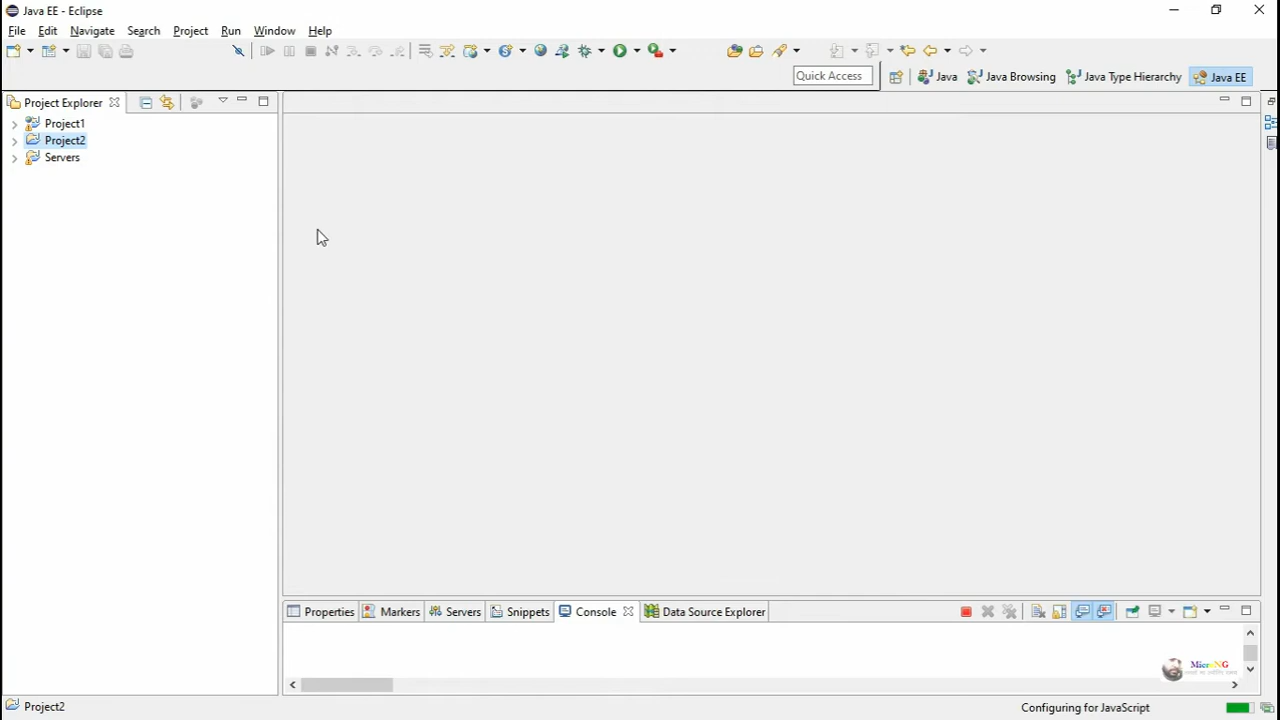 Java EE - Eclipse
File Edit Navigate Search Project Run Window Help
Quick Access Java Java Browsing Java Type Hierarchy Java EE
Project Explorer
Project1
Project2
Servers
Properties Markers Servers Snippets Console Data Source Explorer
MicroNG
Project2 Configuring for JavaScript